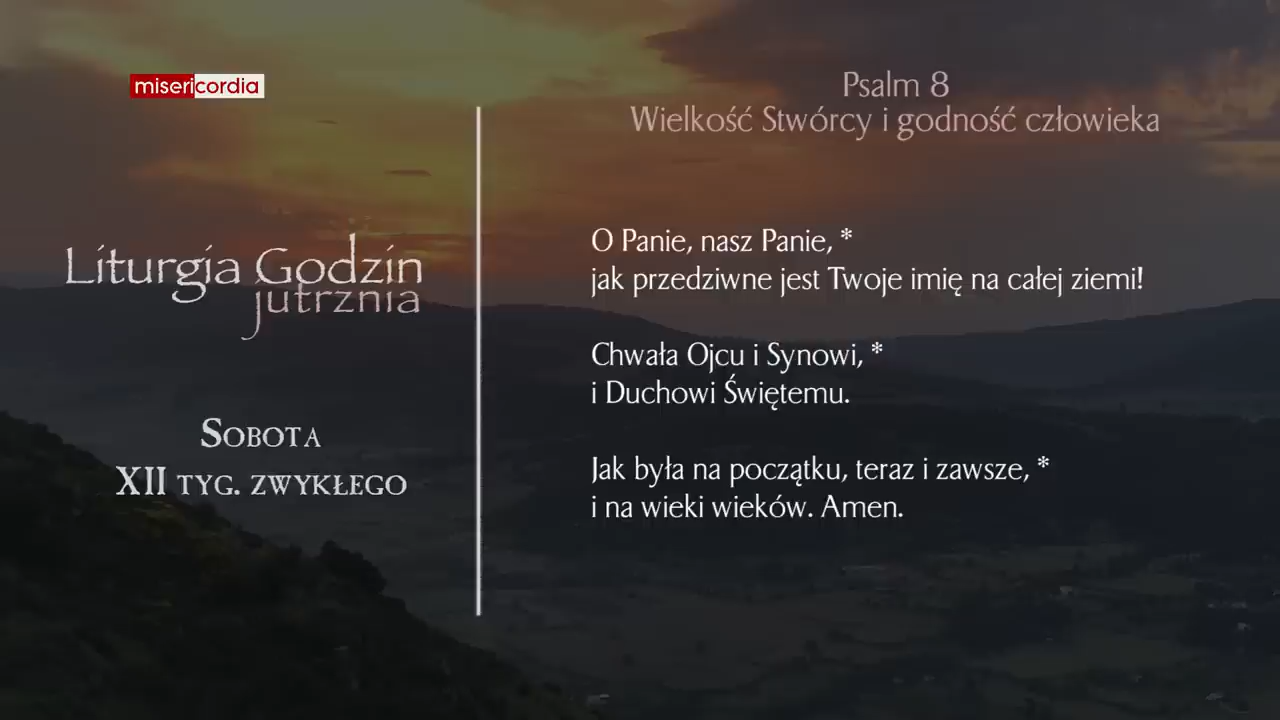 misericordia
Liturgia Godzin
jutrznia
Sobota
XII tyg. zwykłego
Psalm 8
Wielkość Stwórcy i godność człowieka
O Panie, nasz Panie, *
jak przedziwne jest Twoje imię na całej ziemi!
Chwała Ojcu i Synowi, *
i Duchowi Świętemu.
Jak była na początku, teraz i zawsze, *
i na wieki wieków. Amen.